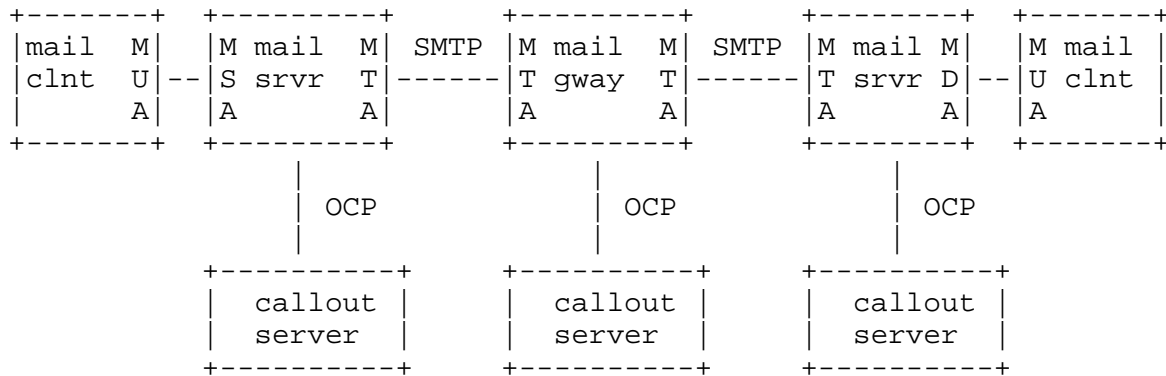 +-------+  +---------+       +---------+       +--------+  +-------+
|mail  M|  |M mail  M|  SMTP |M mail  M|  SMTP |M mail M|  |M mail |
|clnt  U|--|S srvr  T|-------|T gway  T|-------|T srvr D|--|U clnt |
|      A|  |A       A|       |A       A|       |A      A|  |A      |
+-------+  +---------+       +---------+       +--------+  +-------+
                |                   |                   |
                | OCP               | OCP               | OCP
                |                   |                   |
           +----------+        +----------+        +----------+
           |  callout |        |  callout |        |  callout |
           |  server  |        |  server  |        |  server  |
           +----------+        +----------+        +----------+